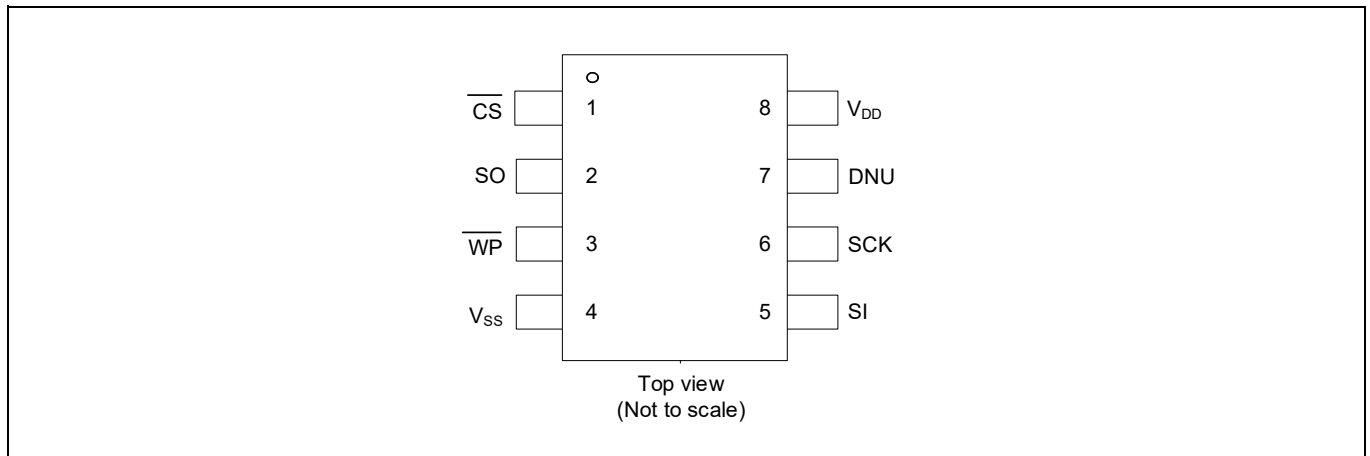 CS 1 8 VDD
SO 2 7 DNU
WP 3 6 SCK
VSS 4 5 SI
Top view
(Not to scale)